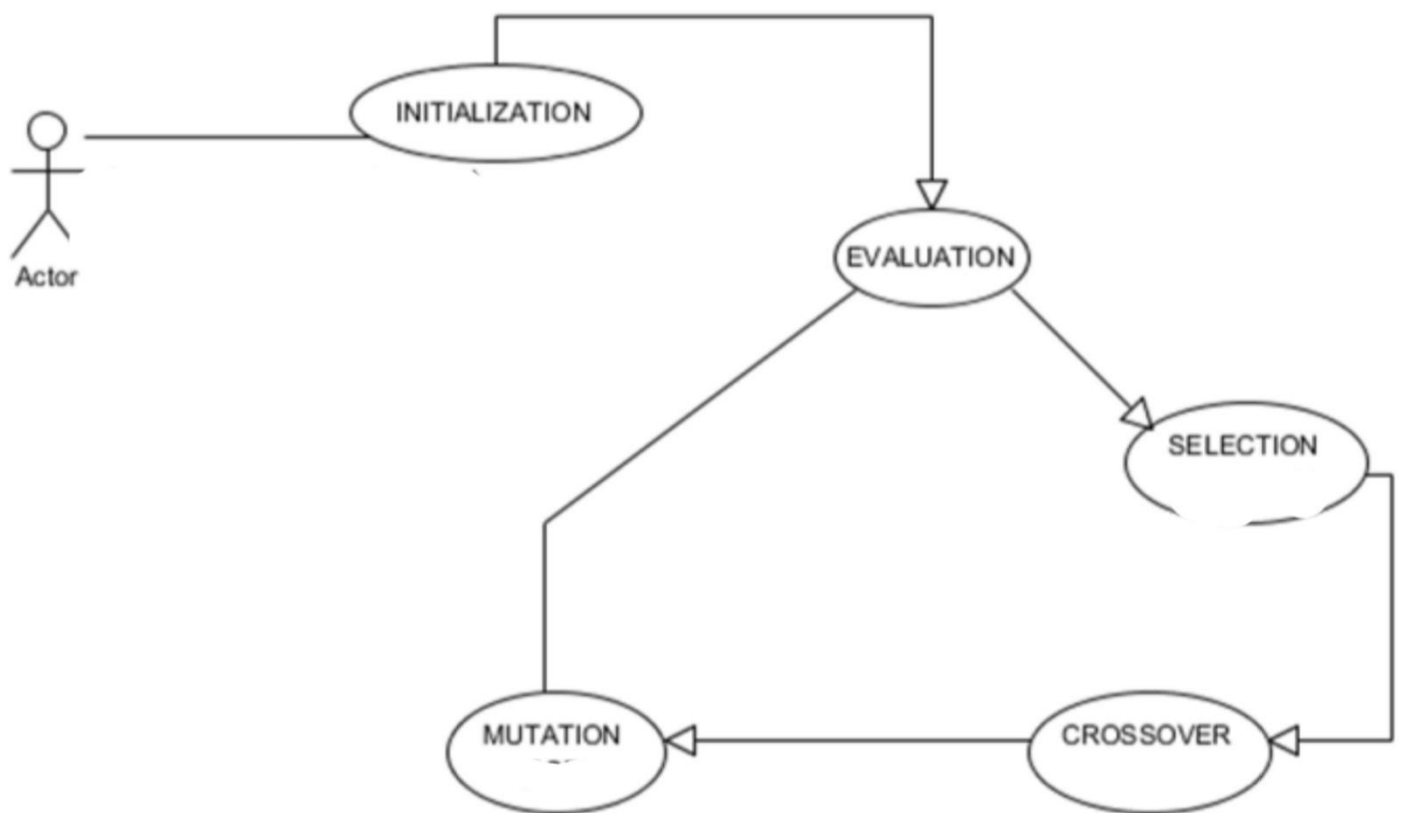 INITIALIZATION
Actor
EVALUATION
SELECTION
MUTATION
CROSSOVER